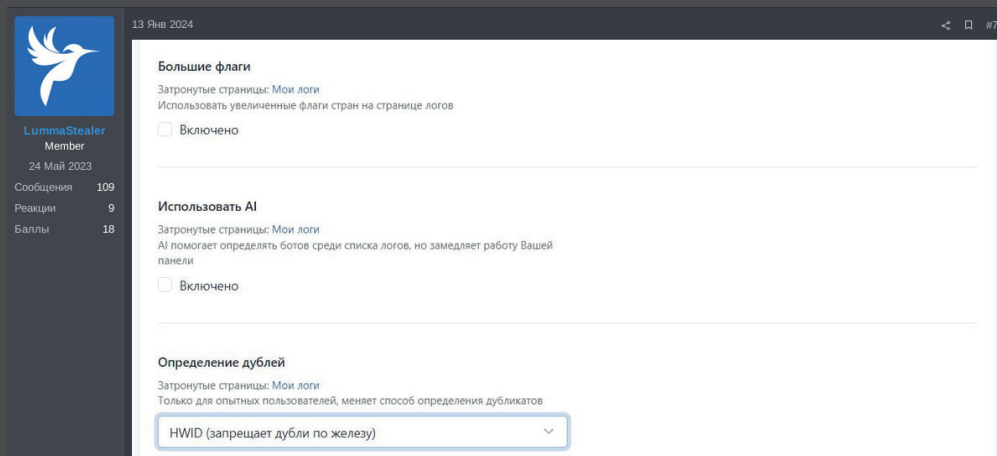 13 Янв 2024
#7
LummaStealer
Member
24 Май 2023
Сообщения 109
Реакции 9
Баллы 18
Большие флаги
Затронутые страницы: Мои логи
Использовать увеличенные флаги стран на странице логов
Включено
Использовать AI
Затронутые страницы: Мои логи
AI помогает определять ботов среди списка логов, но замедляет работу Вашей
панели
Включено
Определение дублей
Затронутые страницы: Мои логи
Только для опытных пользователей, меняет способ определения дубликатов
HWID (запрещает дубли по железу)